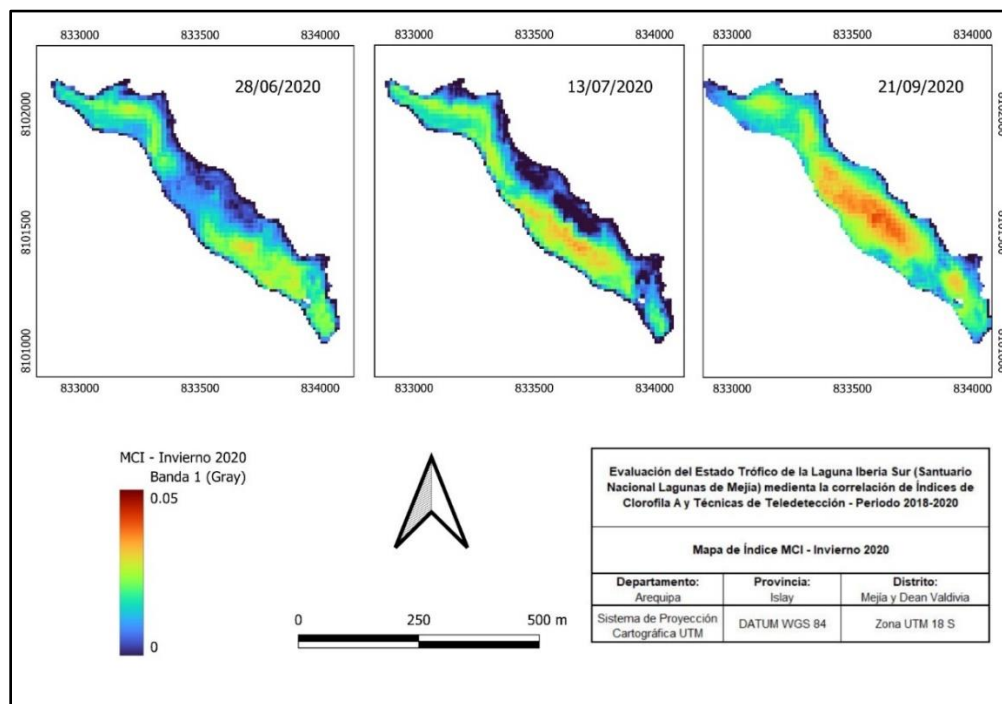 833000 833500 834000 833000 833500 834000 833000 833500 834000
28/06/2020 13/07/2020 21/09/2020
8102000
8101500
8101000
8102000
8101500
8101000
833000 833500 834000 833000 833500 834000 833000 833500 834000
MCI - Invierno 2020
Banda 1 (Gray)
0.05
0
0 250 500 m
Evaluación del Estado Trófico de la Laguna Iberia Sur (Santuario
Nacional Lagunas de Mejía) medienta la correlación de Índices de
Clorofila A y Técnicas de Teledetección - Periodo 2018-2020
Mapa de Índice MCI - Invierno 2020
Departamento: Provincia: Distrito:
Arequipa Islay Mejía y Dean Valdivia
Sistema de Proyección
Cartográfica UTM
DATUM WGS 84 Zona UTM 18 S